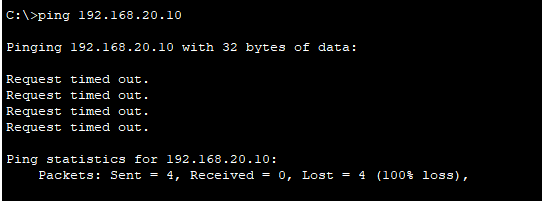 C:\>ping 192.168.20.10
Pinging 192.168.20.10 with 32 bytes of data:
Request timed out.
Request timed out.
Request timed out.
Request timed out.
Ping statistics for 192.168.20.10:
    Packets: Sent = 4, Received = 0, Lost = 4 (100% loss),